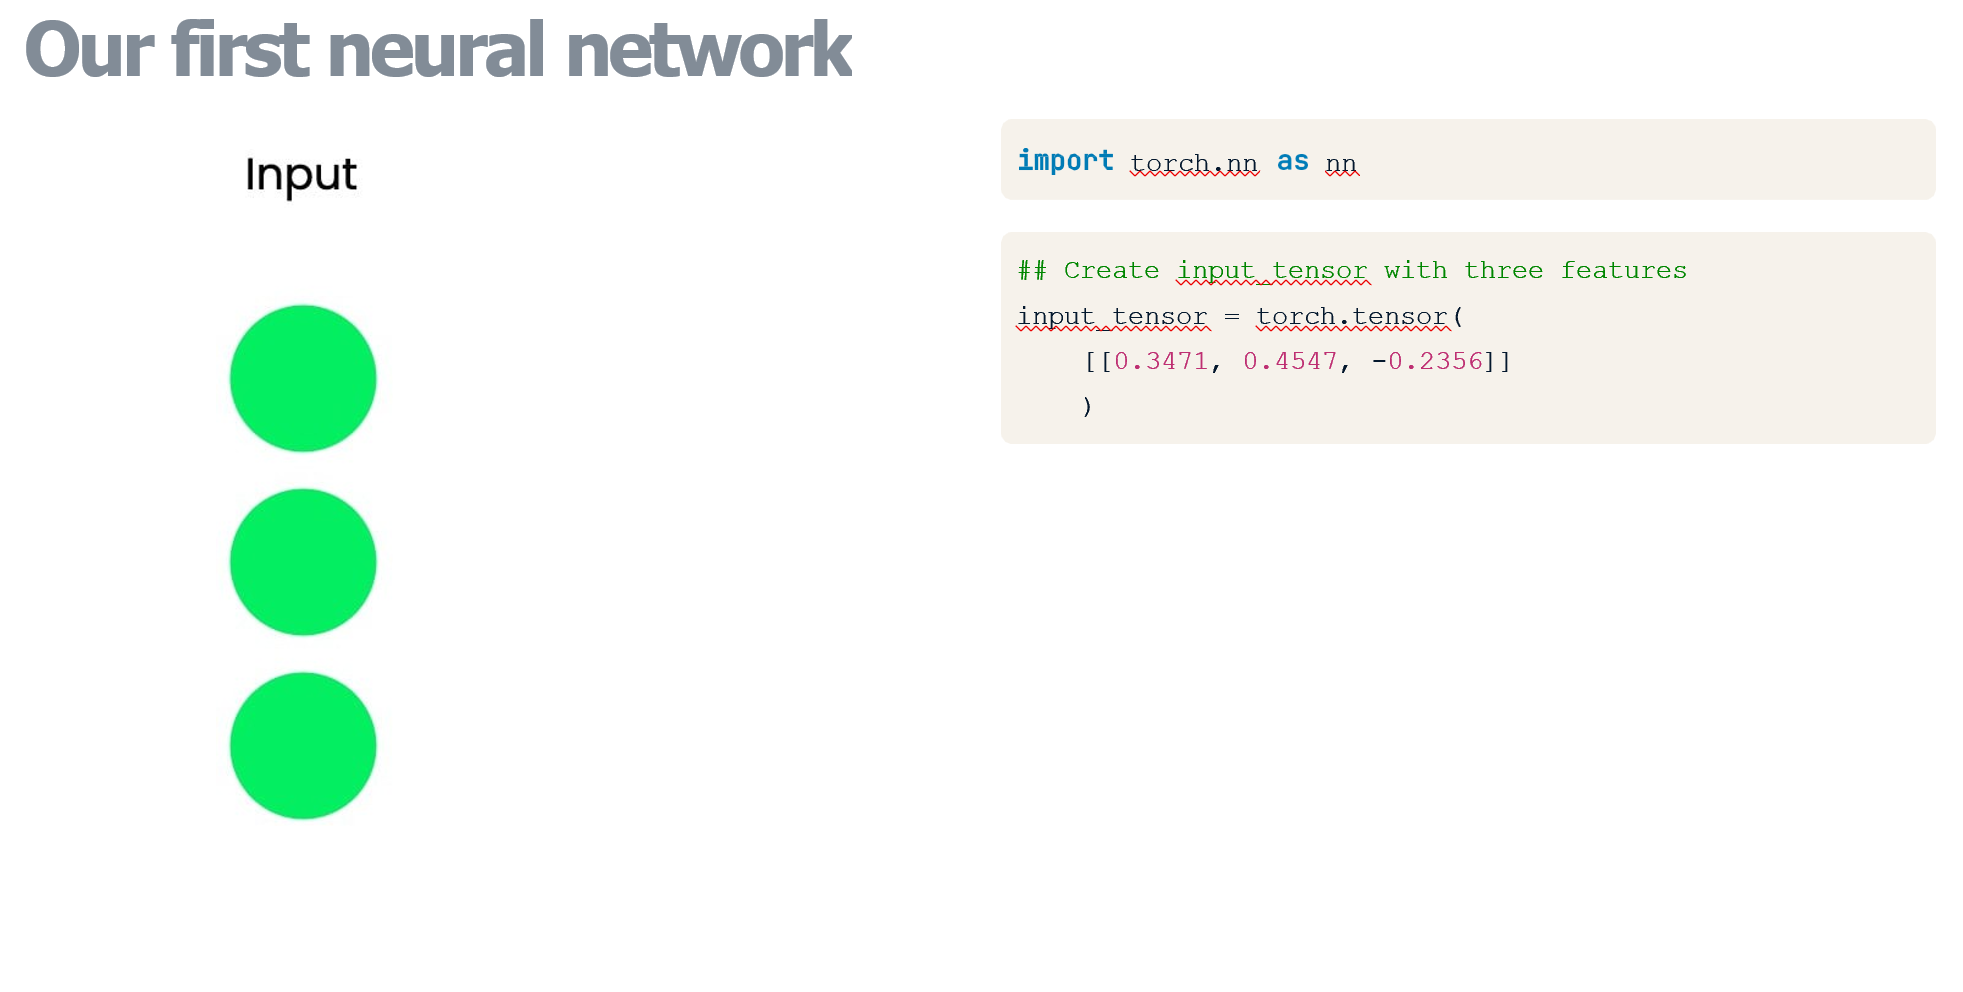 Our first neural network
Input
import torch.nn as nn
## Create input_tensor with three features
input_tensor = torch.tensor(
[[0.3471, 0.4547, -0.2356]]
)